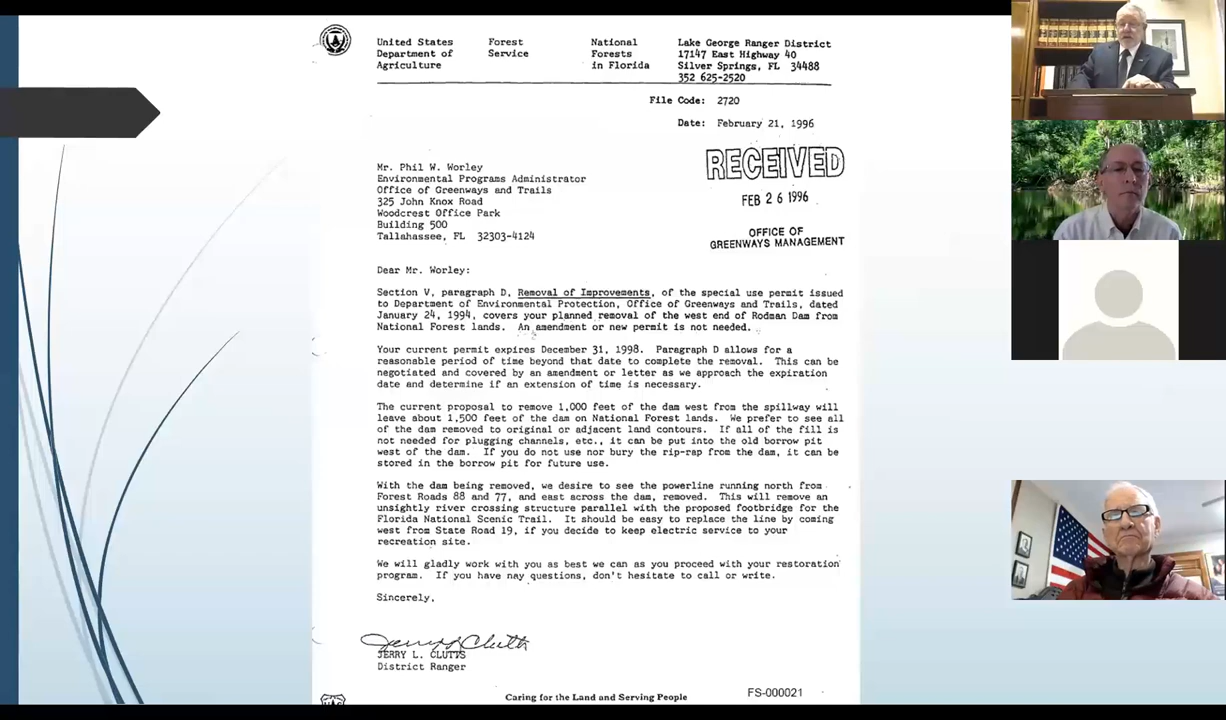 United States Department of Agriculture
Forest Service
National Forests in Florida
Lake George Ranger District
17147 East Highway 40
Silver Springs, FL 34488
352 625-2520
File Code: 2720
Date: February 21, 1996
RECEIVED
FEB 26 1996
OFFICE OF
GREENWAYS MANAGEMENT
Mr. Phil W. Worley
Environmental Programs Administrator
Office of Greenways and Trails
325 John Knox Road
Woodcrest Office Park
Building 500
Tallahassee, FL 32303-4124
Dear Mr. Worley:
Section V, paragraph D, Removal of Improvements, of the special use permit issued
to Department of Environmental Protection, Office of Greenways and Trails, dated
January 24, 1994, covers your planned removal of the west end of Rodman Dam from
National Forest lands. An amendment or new permit is not needed.
Your current permit expires December 31, 1998. Paragraph D allows for a
reasonable period of time beyond that date to complete the removal. This can be
negotiated and covered by an amendment or letter as we approach the expiration
date and determine if an extension of time is necessary.
The current proposal to remove 1,000 feet of the dam west from the spillway will
leave about 1,500 feet of the dam on National Forest lands. We prefer to see all
of the dam removed to original or adjacent land contours. If all of the fill is
not needed for plugging channels, etc., it can be put into the old borrow pit
west of the dam. If you do not use nor bury the rip-rap from the dam, it can be
stored in the borrow pit for future use.
With the dam being removed, we desire to see the powerline running north from
Forest Roads 88 and 77, and east across the dam, removed. This will remove an
unsightly river crossing structure parallel with the proposed footbridge for the
Florida National Scenic Trail. It should be easy to replace the line by coming
west from State Road 19, if you decide to keep electric service to your
recreation site.
We will gladly work with you as best we can as you proceed with your restoration
program. If you have nay questions, don't hesitate to call or write.
Sincerely,
Jerry L Clutts
JERRY L. CLUTTS
District Ranger
Caring for the Land and Serving People
FS-000021